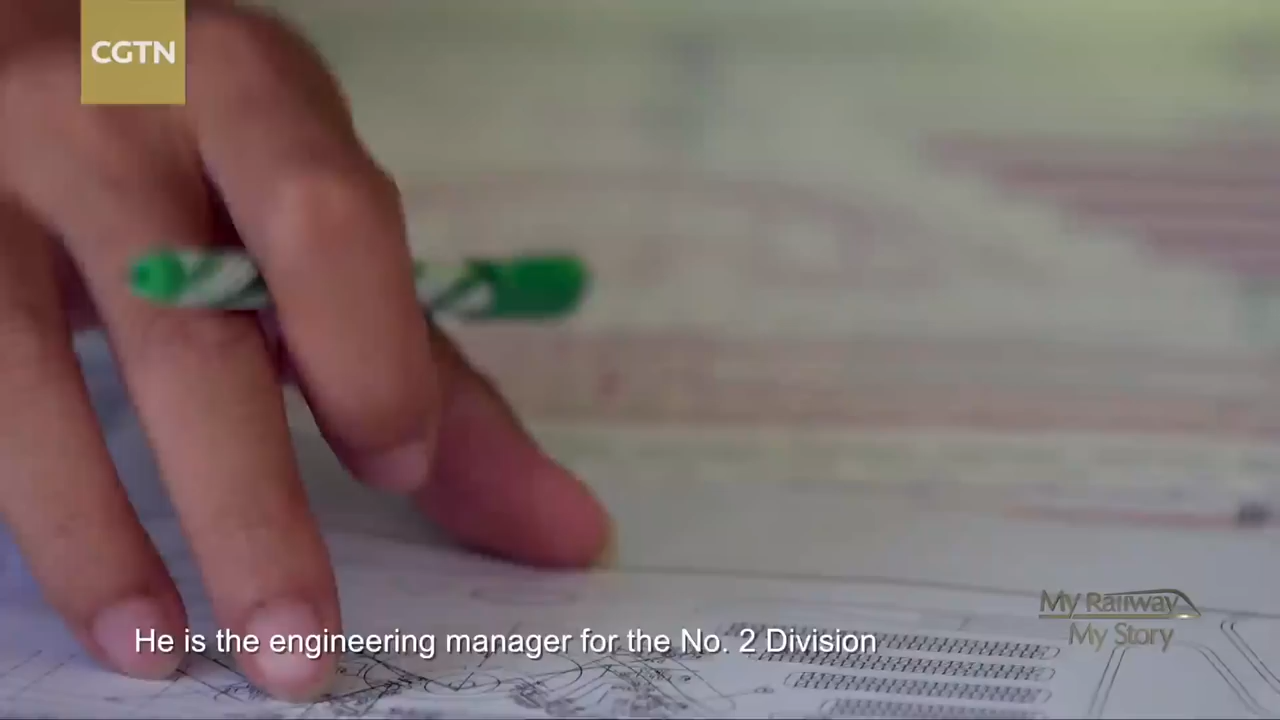 CGTN
My Railway
My Story
He is the engineering manager for the No. 2 Division